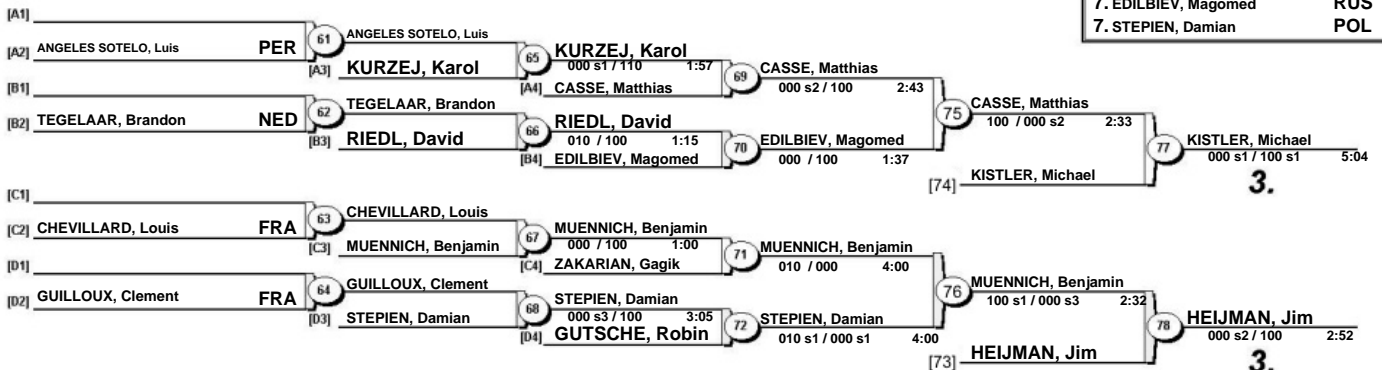 7. EDILBIEV, Magomed RUS
7. STEPIEN, Damian POL
[A1]
[A2] ANGELES SOTELO, Luis PER
61
ANGELES SOTELO, Luis
[A3] KURZEJ, Karol
65
KURZEJ, Karol
000 s1 / 110 1:57
[A4] CASSE, Matthias
69
CASSE, Matthias
000 s2 / 100 2:43
[B1]
[B2] TEGELAAR, Brandon NED
62
TEGELAAR, Brandon
[B3] RIEDL, David
66
RIEDL, David
010 / 100 1:15
[B4] EDILBIEV, Magomed
70
EDILBIEV, Magomed
000 / 100 1:37
75
CASSE, Matthias
100 / 000 s2 2:33
[74] KISTLER, Michael
77
KISTLER, Michael
000 s1 / 100 s1 5:04
3.
[C1]
[C2] CHEVILLARD, Louis FRA
63
CHEVILLARD, Louis
[C3] MUENNICH, Benjamin
67
MUENNICH, Benjamin
000 / 100 1:00
[C4] ZAKARIAN, Gagik
71
MUENNICH, Benjamin
010 / 000 4:00
[D1]
[D2] GUILLOUX, Clement FRA
64
GUILLOUX, Clement
[D3] STEPIEN, Damian
68
STEPIEN, Damian
000 s3 / 100 3:05
[D4] GUTSCHE, Robin
72
STEPIEN, Damian
010 s1 / 000 s1 4:00
76
MUENNICH, Benjamin
100 s1 / 000 s3 2:32
[73] HEIJMAN, Jim
78
HEIJMAN, Jim
000 s2 / 100 2:52
3.